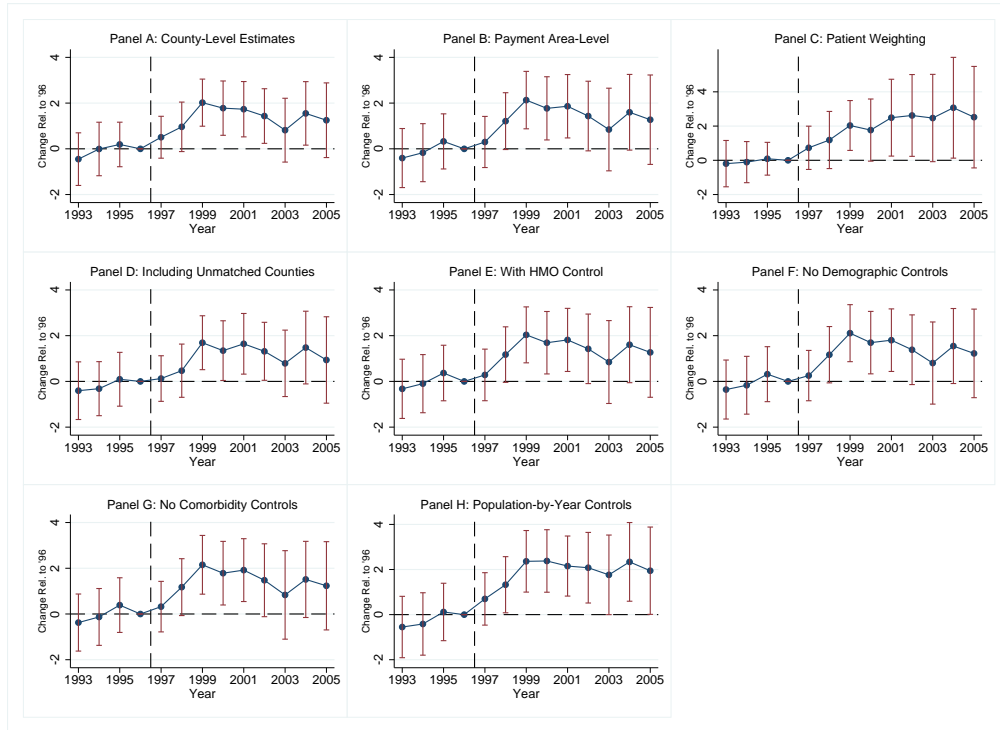 Panel A: County-Level Estimates
Change Rel. to '96
4
2
0
-2
1993 1995 1997 1999 2001 2003 2005
Year
Panel B: Payment Area-Level
Change Rel. to '96
4
2
0
-2
1993 1995 1997 1999 2001 2003 2005
Year
Panel C: Patient Weighting
Change Rel. to '96
4
2
0
-2
1993 1995 1997 1999 2001 2003 2005
Year
Panel D: Including Unmatched Counties
Change Rel. to '96
4
2
0
-2
1993 1995 1997 1999 2001 2003 2005
Year
Panel E: With HMO Control
Change Rel. to '96
4
2
0
-2
1993 1995 1997 1999 2001 2003 2005
Year
Panel F: No Demographic Controls
Change Rel. to '96
4
2
0
-2
1993 1995 1997 1999 2001 2003 2005
Year
Panel G: No Comorbidity Controls
Change Rel. to '96
4
2
0
-2
1993 1995 1997 1999 2001 2003 2005
Year
Panel H: Population-by-Year Controls
Change Rel. to '96
4
2
0
-2
1993 1995 1997 1999 2001 2003 2005
Year